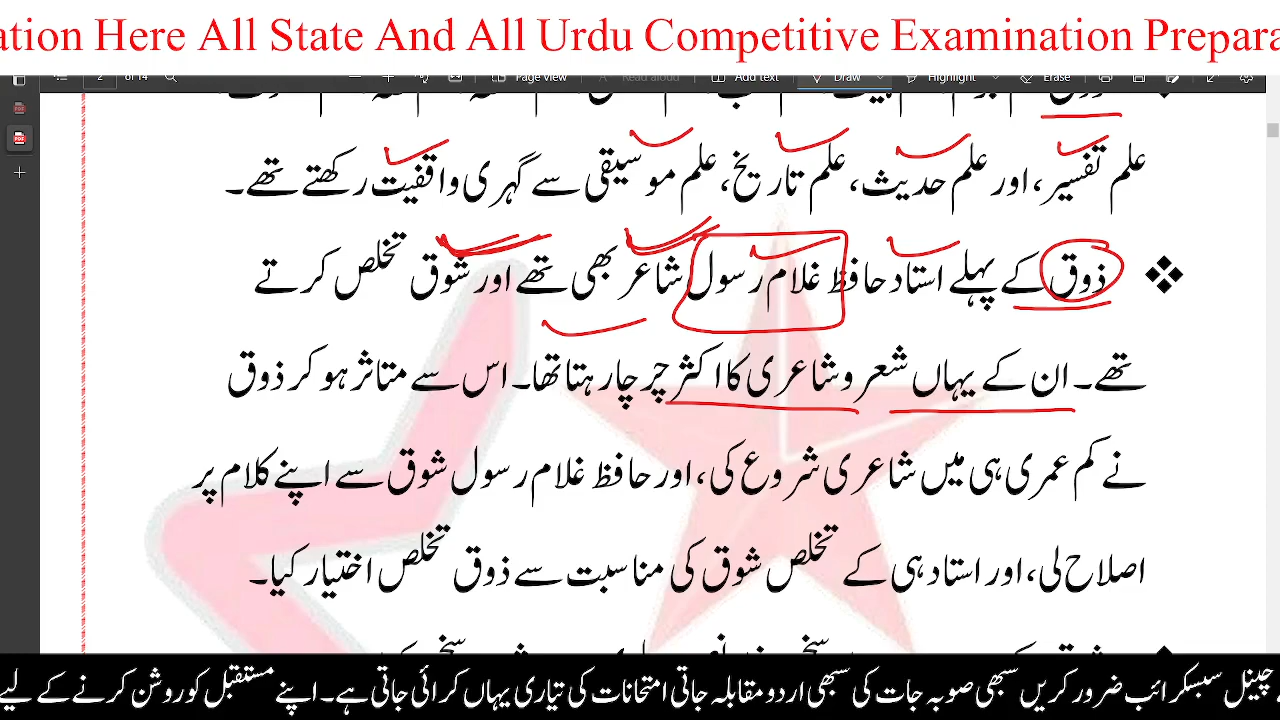 ation Here All State And All Urdu Competitive Examination Prepara
2 of 14 Page view Read aloud Add text Draw Highlight Erase
علم تفسیر، اور علم حدیث، علم تاریخ، علم موسیقی سے گہری واقفیت رکھتے تھے۔
ذوق کے پہلے استاد حافظ غلام رسول شاعر بھی تھے اور شوق تخلص کرتے
تھے۔ ان کے یہاں شعر و شاعری کا اکثر چرچا رہتا تھا۔ اس سے متاثر ہو کر ذوق
نے کم عمری ہی میں شاعری شروع کی، اور حافظ غلام رسول شوق سے اپنے کلام پر
اصلاح لی، اور استاد ہی کے تخلص شوق کی مناسبت سے ذوق تخلص اختیار کیا۔
چینل سبسکرائب ضرور کریں سبھی صوبہ جات کی سبھی اردو مقابلہ جاتی امتحانات کی تیاری یہاں کرائی جاتی ہے۔ اپنے مستقبل کو روشن کرنے کے لیے